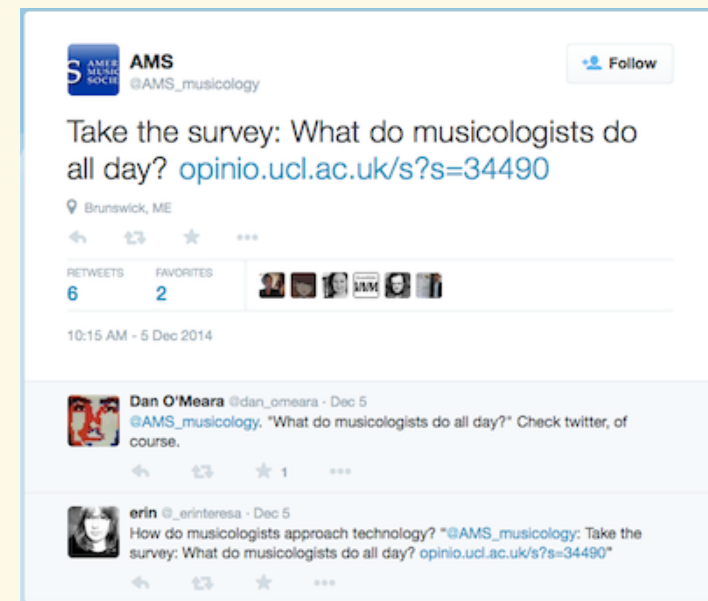 S AMER
MUSIC
SOCIE
AMS
@AMS_musicology
Follow
Take the survey: What do musicologists do
all day? opinio.ucl.ac.uk/s?s=34490
Brunswick, ME
RETWEETS FAVORITES
6 2
10:15 AM - 5 Dec 2014
Dan O'Meara @dan_omeara · Dec 5
@AMS_musicology. "What do musicologists do all day?" Check twitter, of
course.
1
erin @_erinteresa · Dec 5
How do musicologists approach technology? "@AMS_musicology: Take the
survey: What do musicologists do all day? opinio.ucl.ac.uk/s?s=34490"